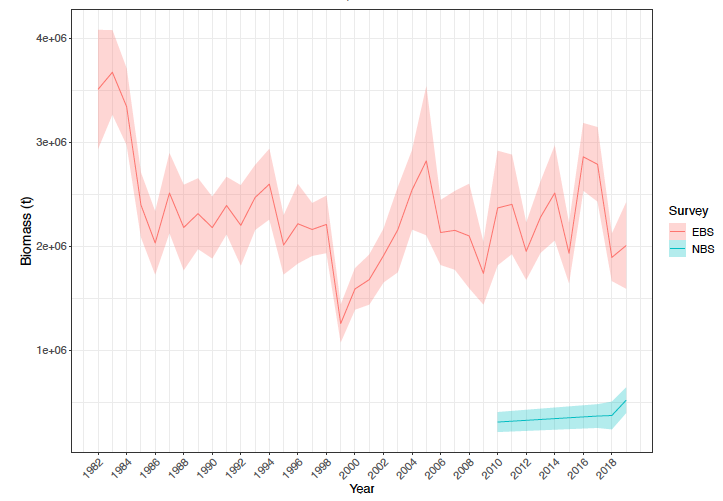 4e+06
3e+06
2e+06
1e+06
Biomass (t)
1982
1984
1986
1988
1990
1992
1994
1996
1998
2000
2002
2004
2006
2008
2010
2012
2014
2016
2018
Year
Survey
EBS
NBS